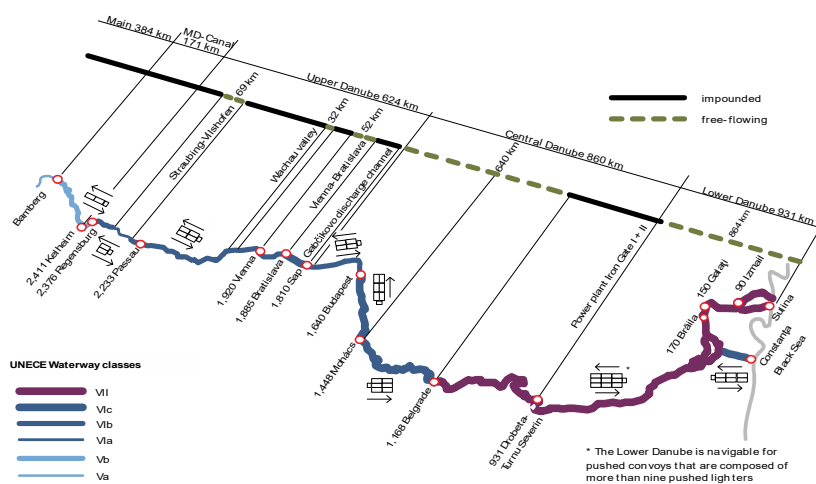 Main 384 km
MD-Canal
171 km
Upper Danube 624 km
Central Danube 860 km
Lower Danube 931 km
69 km
Straubing-Vilshofen
32 km
Wachau valley
52 km
Vienna-Bratislava
Gabčíkovo discharge channel
640 km
Power plant Iron Gate I + II
864 km
impounded
free-flowing
Bamberg
2,411 Kelheim
2,376 Regensburg
2,233 Passau
1,920 Vienna
1,885 Bratislava
1,810 Sap
1,640 Budapest
1,448 Mohács
1,168 Belgrade
931 Drobeta-
Turnu Severin
170 Brăila
150 Galaţi
90 Izmail
Sulina
Constanţa
Black Sea
*
UNECE Waterway classes
VII
VIc
VIb
VIa
Vb
Va
* The Lower Danube is navigable for
pushed convoys that are composed of
more than nine pushed lighters